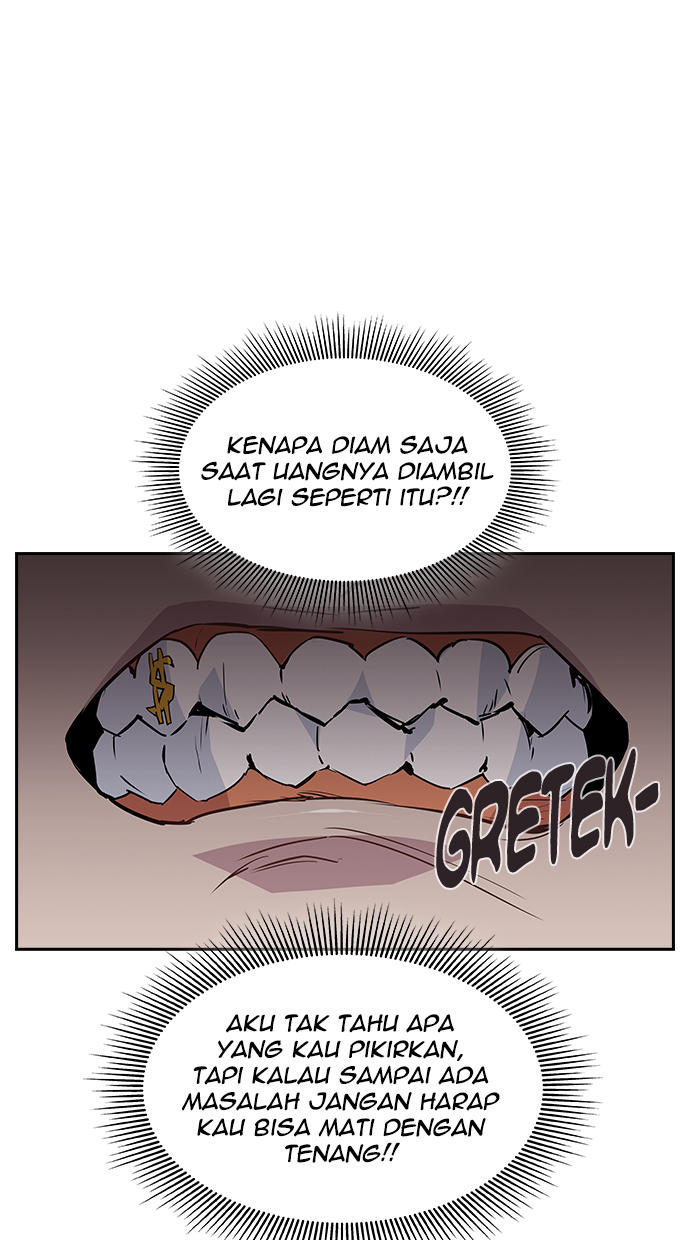 KENAPA DIAM SAJA
SAAT UANGNYA DIAMBIL
LAGI SEPERTI ITU?!!
$
GRETEK-
AKU TAK TAHU APA
YANG KAU PIKIRKAN,
TAPI KALAU SAMPAI ADA
MASALAH JANGAN HARAP
KAU BISA MATI DENGAN
TENANG!!